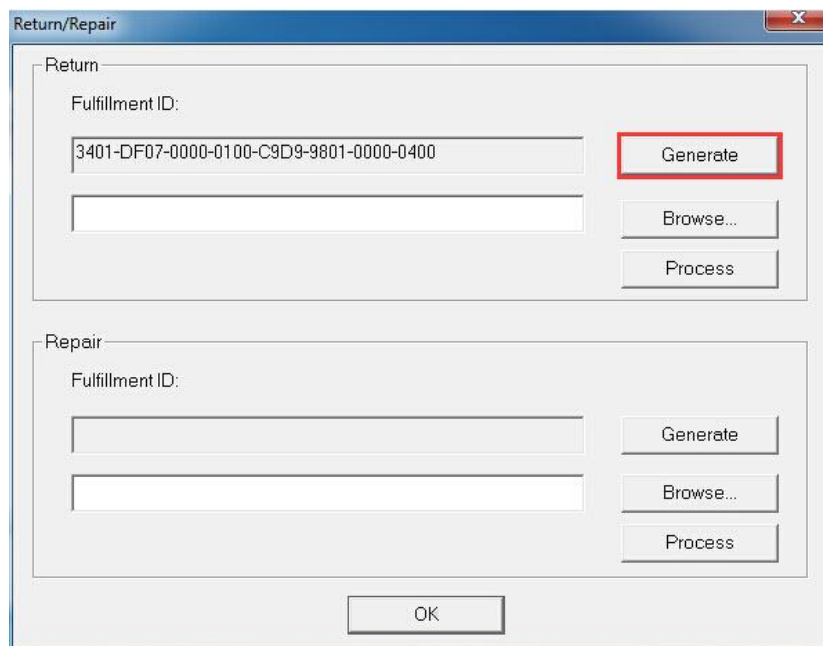 Return/Repair
Return
Fulfillment ID:
3401-DF07-0000-0100-C9D9-9801-0000-0400
Generate
Browse...
Process
Repair
Fulfillment ID:
Generate
Browse...
Process
OK